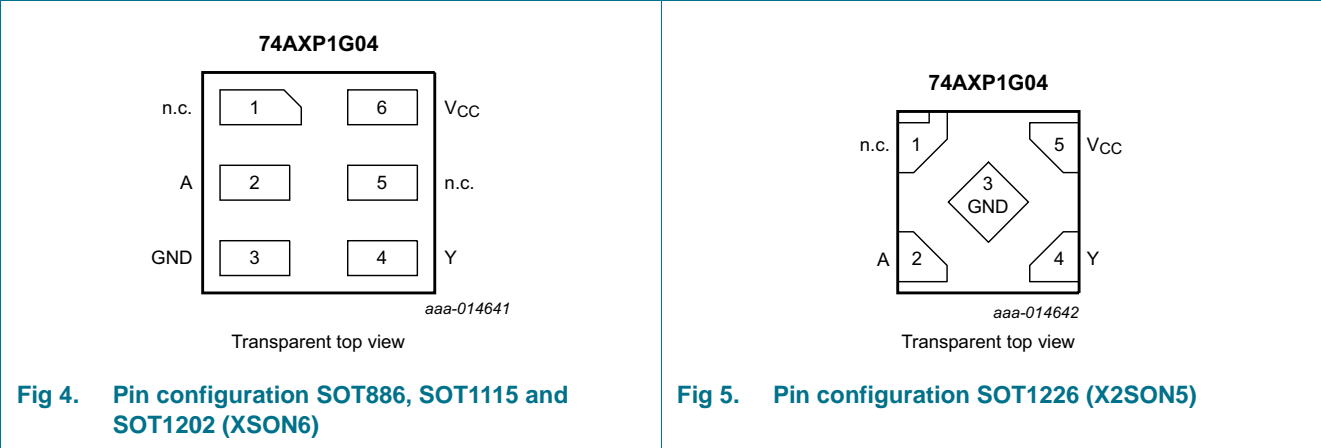 74AXP1G04
n.c. 1 6 VCC
A 2 5 n.c.
GND 3 4 Y
aaa-014641
Transparent top view
Fig 4. Pin configuration SOT886, SOT1115 and
SOT1202 (XSON6)
74AXP1G04
n.c. 1 5 VCC
3
GND
A 2 4 Y
aaa-014642
Transparent top view
Fig 5. Pin configuration SOT1226 (X2SON5)